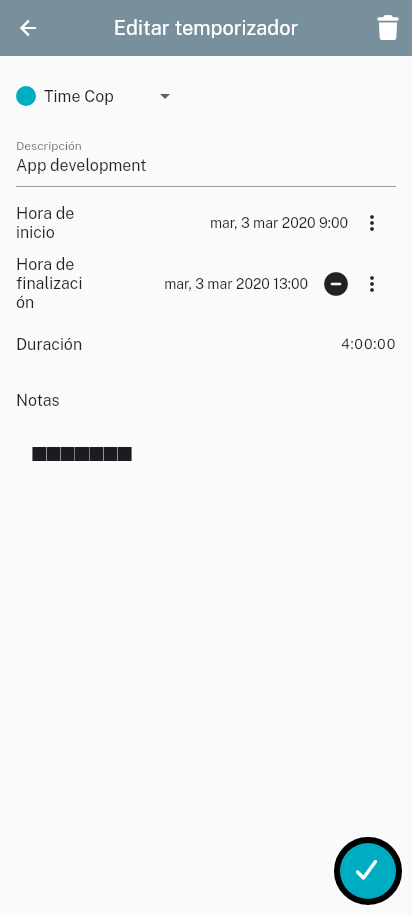 Editar temporizador
Time Cop
Descripción
App development
Hora de
inicio
mar, 3 mar 2020 9:00
Hora de
finalizaci
ón
mar, 3 mar 2020 13:00
Duración
4:00:00
Notas